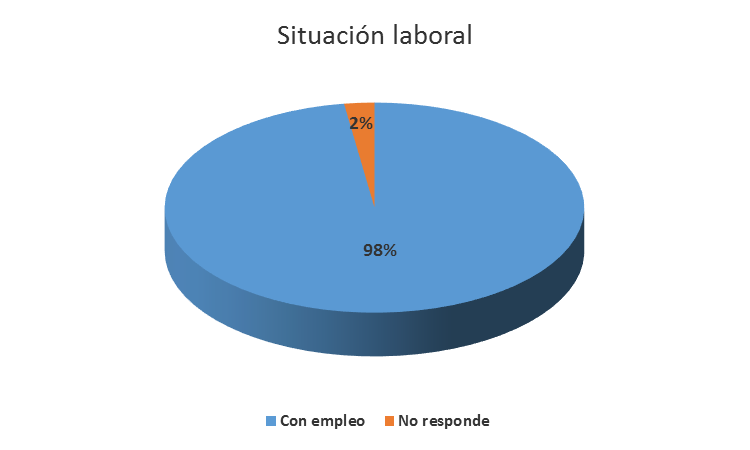 Situación laboral
2%
98%
Con empleo No responde